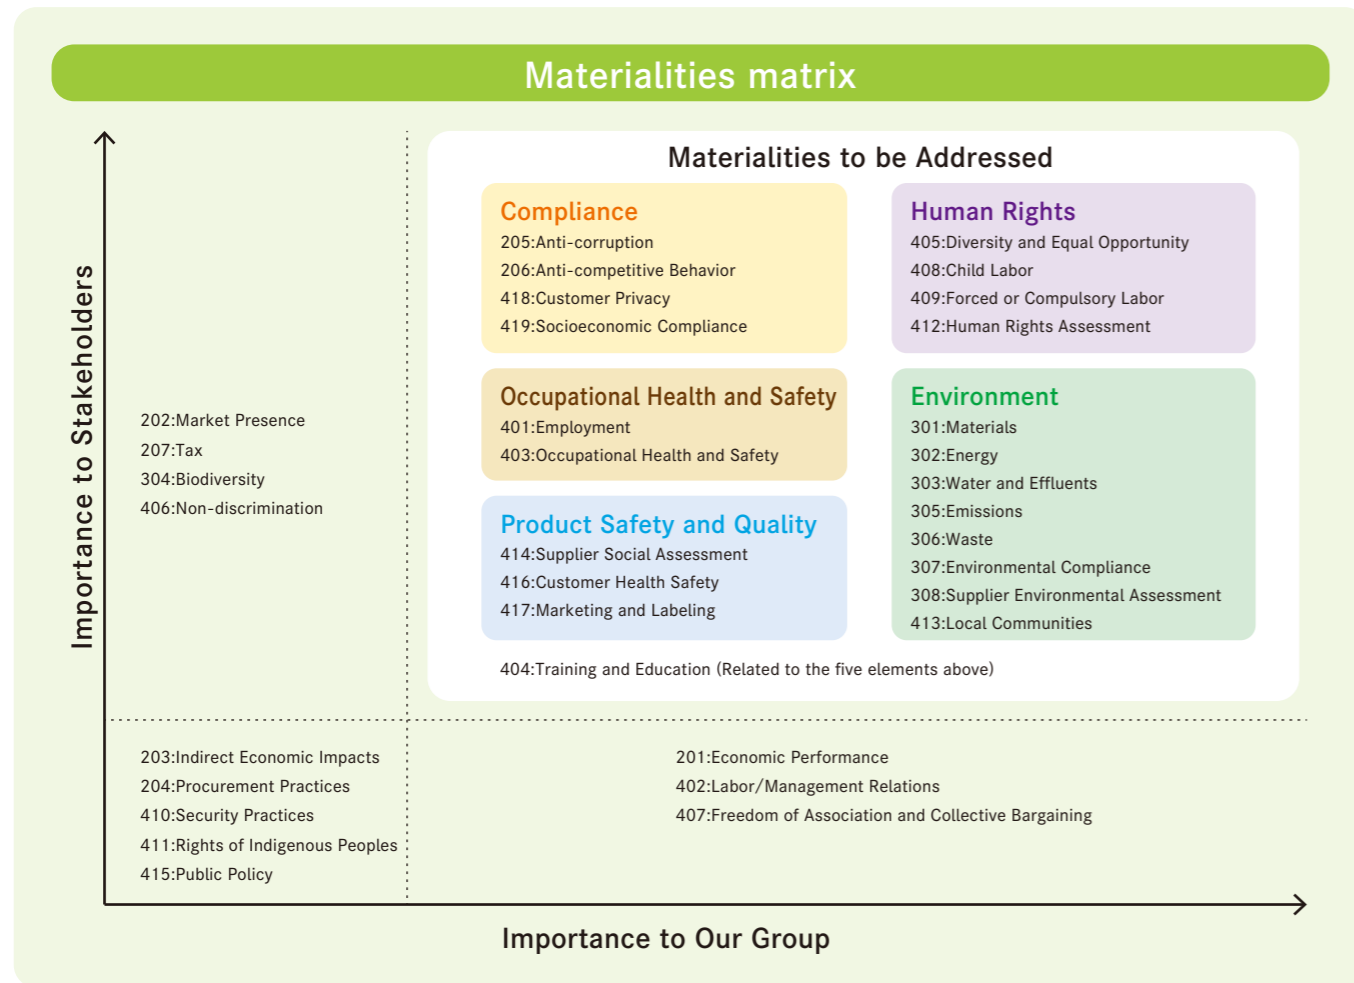 Materialities matrix
Importance to Stakeholders
Materialities to be Addressed
Compliance
205:Anti-corruption
206:Anti-competitive Behavior
418:Customer Privacy
419:Socioeconomic Compliance
Human Rights
405:Diversity and Equal Opportunity
408:Child Labor
409:Forced or Compulsory Labor
412:Human Rights Assessment
Occupational Health and Safety
401:Employment
403:Occupational Health and Safety
Environment
301:Materials
302:Energy
303:Water and Effluents
305:Emissions
306:Waste
307:Environmental Compliance
308:Supplier Environmental Assessment
413:Local Communities
Product Safety and Quality
414:Supplier Social Assessment
416:Customer Health Safety
417:Marketing and Labeling
404:Training and Education (Related to the five elements above)
202:Market Presence
207:Tax
304:Biodiversity
406:Non-discrimination
203:Indirect Economic Impacts
204:Procurement Practices
410:Security Practices
411:Rights of Indigenous Peoples
415:Public Policy
201:Economic Performance
402:Labor/Management Relations
407:Freedom of Association and Collective Bargaining
Importance to Our Group